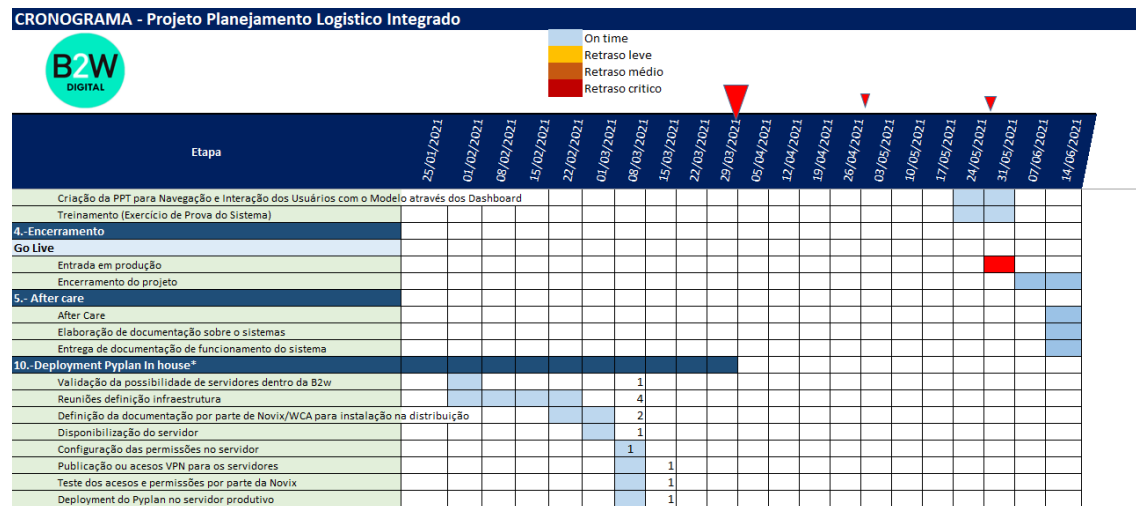 CRONOGRAMA - Projeto Planejamento Logistico Integrado
B2W
DIGITAL
On time
Retraso leve
Retraso médio
Retraso critico
Etapa
25/01/2021
01/02/2021
08/02/2021
15/02/2021
22/02/2021
01/03/2021
08/03/2021
15/03/2021
22/03/2021
29/03/2021
05/04/2021
12/04/2021
19/04/2021
26/04/2021
03/05/2021
10/05/2021
17/05/2021
24/05/2021
31/05/2021
07/06/2021
14/06/2021
Criação da PPT para Navegação e Interação dos Usuários com o Modelo através dos Dashboard
Treinamento (Exercício de Prova do Sistema)
4.-Encerramento
Go Live
Entrada em produção
Encerramento do projeto
5.- After care
After Care
Elaboração de documentação sobre o sistemas
Entrega de documentação de funcionamento do sistema
10.-Deployment Pyplan In house*
Validação da possibilidade de servidores dentro da B2w 1
Reuniões definição infraestrutura 4
Definição da documentação por parte de Novix/WCA para instalação na distribuição 2
Disponibilização do servidor 1
Configuração das permissões no servidor 1
Publicação ou acesos VPN para os servidores 1
Teste dos acesos e permissões por parte da Novix 1
Deployment do Pyplan no servidor produtivo 1